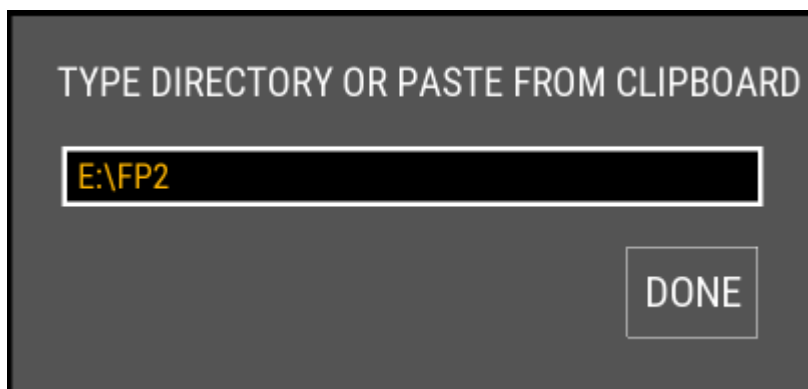 TYPE DIRECTORY OR PASTE FROM CLIPBOARD
E:\FP2
DONE